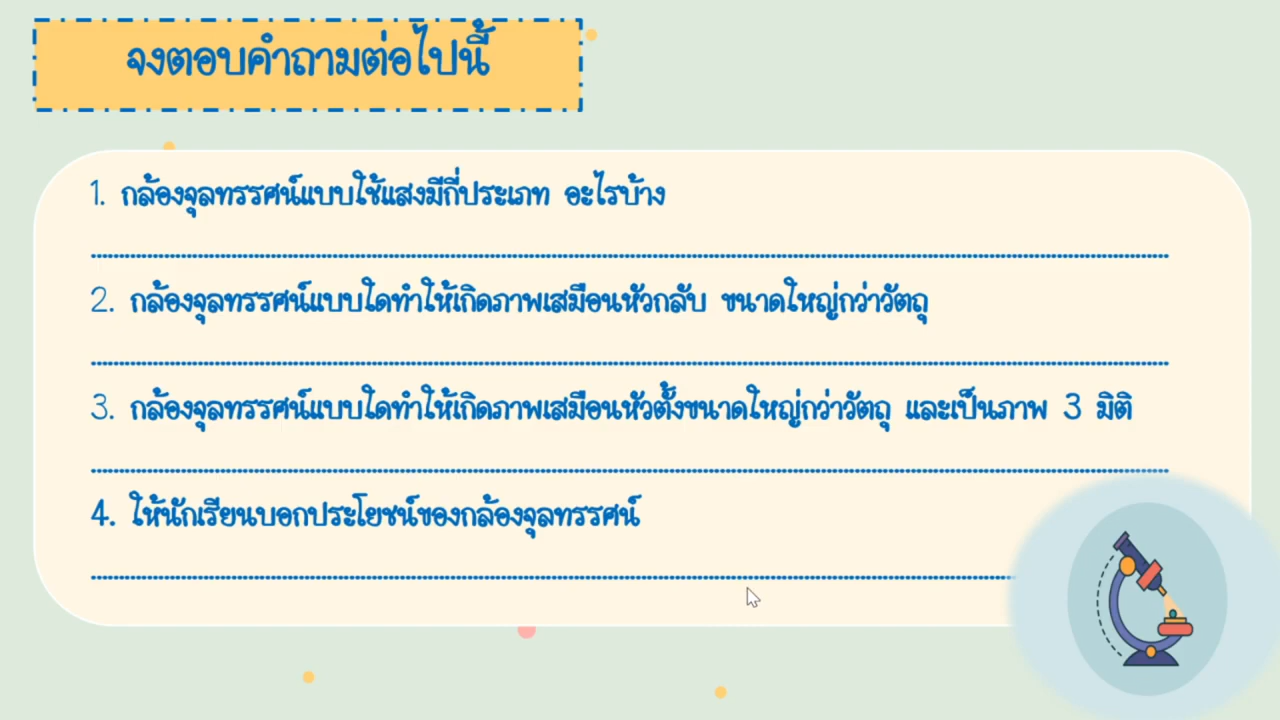 จงตอบคำถามต่อไปนี้
1. กล้องจุลทรรศน์แบบใช้แสงมีกี่ประเภท อะไรบ้าง
2. กล้องจุลทรรศน์แบบใดทำให้เกิดภาพเสมือนหัวกลับ ขนาดใหญ่กว่าวัตถุ
3. กล้องจุลทรรศน์แบบใดทำให้เกิดภาพเสมือนหัวตั้งขนาดใหญ่กว่าวัตถุ และเป็นภาพ 3 มิติ
4. ให้นักเรียนบอกประโยชน์ของกล้องจุลทรรศน์